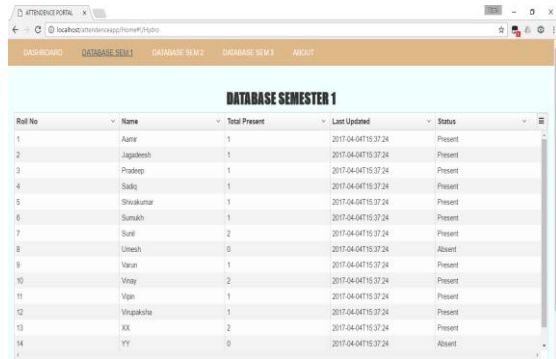 ATTENDENCE PORTAL
localhost/attendenceapp/Home#!/Hydro
DASHBOARD DATABASE SEM 1 DATABASE SEM 2 DATABASE SEM 3 ABOUT
DATABASE SEMESTER 1
Roll No Name Total Present Last Updated Status
1 Aamir 1 2017-04-04T15:37:24 Present
2 Jagadeesh 1 2017-04-04T15:37:24 Present
3 Pradeep 1 2017-04-04T15:37:24 Present
4 Sadiq 1 2017-04-04T15:37:24 Present
5 Shivakumar 1 2017-04-04T15:37:24 Present
6 Sumukh 1 2017-04-04T15:37:24 Present
7 Sunil 2 2017-04-04T15:37:24 Present
8 Umesh 0 2017-04-04T15:37:24 Absent
9 Varun 1 2017-04-04T15:37:24 Present
10 Vinay 2 2017-04-04T15:37:24 Present
11 Vipin 1 2017-04-04T15:37:24 Present
12 Virupaksha 1 2017-04-04T15:37:24 Present
13 XX 2 2017-04-04T15:37:24 Present
14 YY 0 2017-04-04T15:37:24 Absent